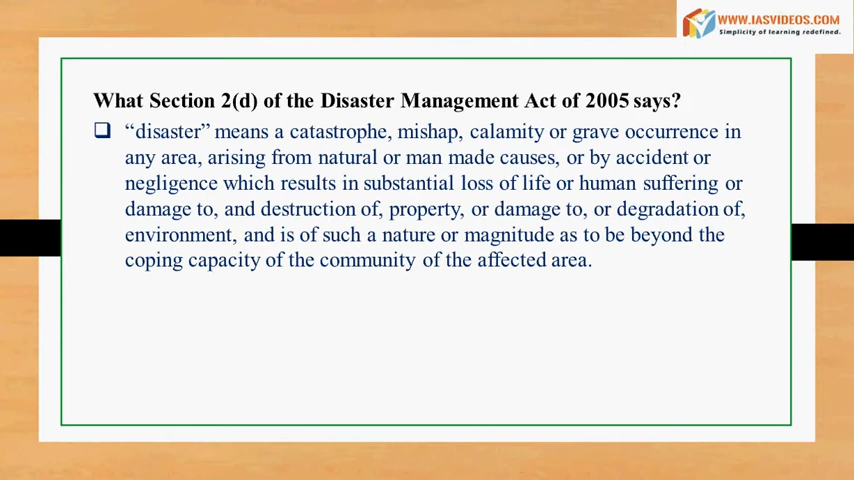 WWW.IASVIDEOS.COM
Simplicity of learning redefined.
What Section 2(d) of the Disaster Management Act of 2005 says?
“disaster” means a catastrophe, mishap, calamity or grave occurrence in
any area, arising from natural or man made causes, or by accident or
negligence which results in substantial loss of life or human suffering or
damage to, and destruction of, property, or damage to, or degradation of,
environment, and is of such a nature or magnitude as to be beyond the
coping capacity of the community of the affected area.